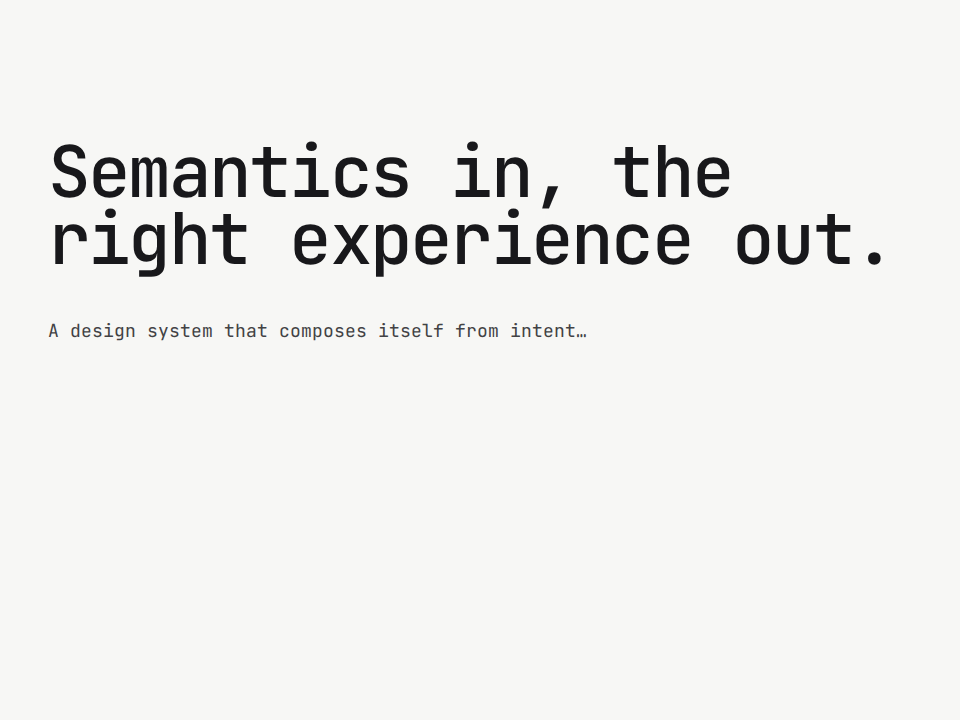 Semantics in, the
right experience out.
A design system that composes itself from intent…